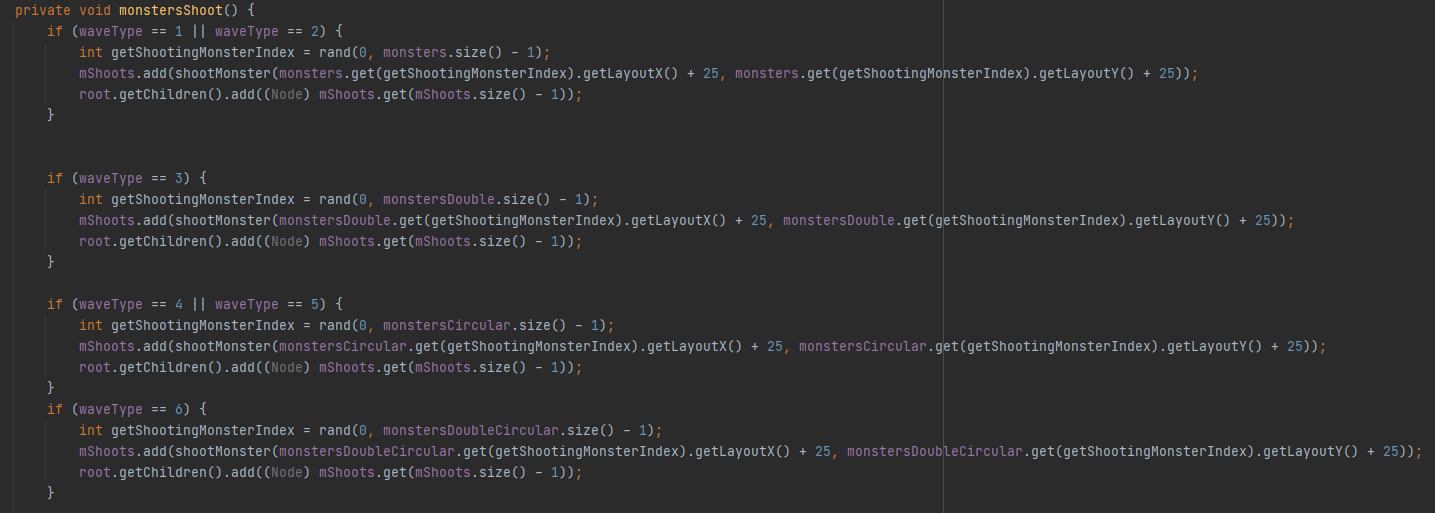 private void monstersShoot() {
if (waveType == 1 || waveType == 2) {
int getShootingMonsterIndex = rand(0, monsters.size() - 1);
mShoots.add(shootMonster(monsters.get(getShootingMonsterIndex).getLayoutX() + 25, monsters.get(getShootingMonsterIndex).getLayoutY() + 25));
root.getChildren().add((Node) mShoots.get(mShoots.size() - 1));
}
if (waveType == 3) {
int getShootingMonsterIndex = rand(0, monstersDouble.size() - 1);
mShoots.add(shootMonster(monstersDouble.get(getShootingMonsterIndex).getLayoutX() + 25, monstersDouble.get(getShootingMonsterIndex).getLayoutY() + 25));
root.getChildren().add((Node) mShoots.get(mShoots.size() - 1));
}
if (waveType == 4 || waveType == 5) {
int getShootingMonsterIndex = rand(0, monstersCircular.size() - 1);
mShoots.add(shootMonster(monstersCircular.get(getShootingMonsterIndex).getLayoutX() + 25, monstersCircular.get(getShootingMonsterIndex).getLayoutY() + 25));
root.getChildren().add((Node) mShoots.get(mShoots.size() - 1));
}
if (waveType == 6) {
int getShootingMonsterIndex = rand(0, monstersDoubleCircular.size() - 1);
mShoots.add(shootMonster(monstersDoubleCircular.get(getShootingMonsterIndex).getLayoutX() + 25, monstersDoubleCircular.get(getShootingMonsterIndex).getLayoutY() + 25));
root.getChildren().add((Node) mShoots.get(mShoots.size() - 1));
}